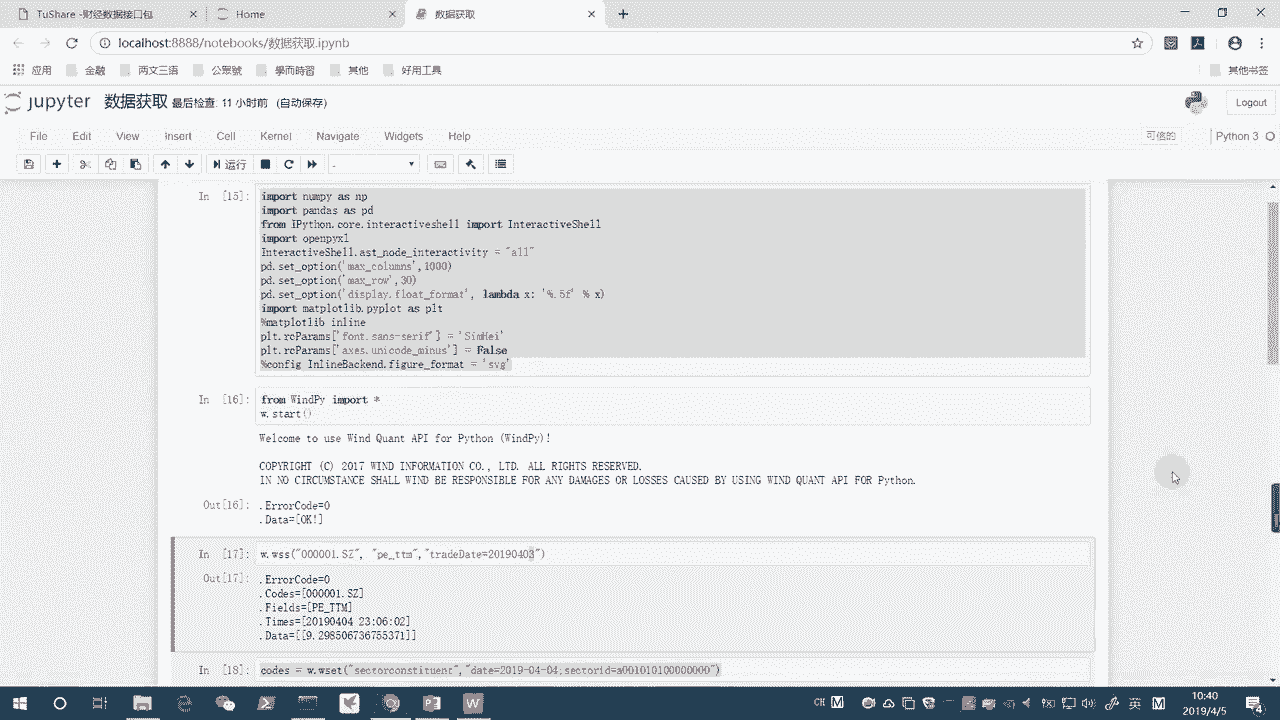 TuShare -财经数据接口包
Home
数据获取
localhost:8888/notebooks/数据获取.ipynb
应用 金融 两文三语 公眾號 學而時習 其他 好用工具 其他书签
jupyter 数据获取 最后检查: 11 小时前 (自动保存) Logout
File Edit View Insert Cell Kernel Navigate Widgets Help 可信的 Python 3
运行 -
In [15]: import numpy as np
import pandas as pd
from IPython.core.interactiveshell import InteractiveShell
import openpyxl
InteractiveShell.ast_node_interactivity = "all"
pd.set_option('max_columns',1000)
pd.set_option('max_row',30)
pd.set_option('display.float_format', lambda x: '%.5f' % x)
import matplotlib.pyplot as plt
%matplotlib inline
plt.rcParams['font.sans-serif'] = 'SimHei'
plt.rcParams['axes.unicode_minus'] = False
%config InlineBackend.figure_format = 'svg'
In [16]: from WindPy import *
w.start()
Welcome to use Wind Quant API for Python (WindPy)!
COPYRIGHT (C) 2017 WIND INFORMATION CO., LTD. ALL RIGHTS RESERVED.
IN NO CIRCUMSTANCE SHALL WIND BE RESPONSIBLE FOR ANY DAMAGES OR LOSSES CAUSED BY USING WIND QUANT API FOR Python.
Out[16]: .ErrorCode=0
.Data=[OK!]
In [17]: w.wss("000001.SZ", "pe_ttm","tradeDate=20190403")
Out[17]: .ErrorCode=0
.Codes=[000001.SZ]
.Fields=[PE_TTM]
.Times=[20190404 23:06:02]
.Data=[[9.298506736755371]]
In [18]: codes = w.wset("sectorconstituent","date=2019-04-04;sectorid=a001010100000000")
CH M 英 M 10:40
2019/4/5